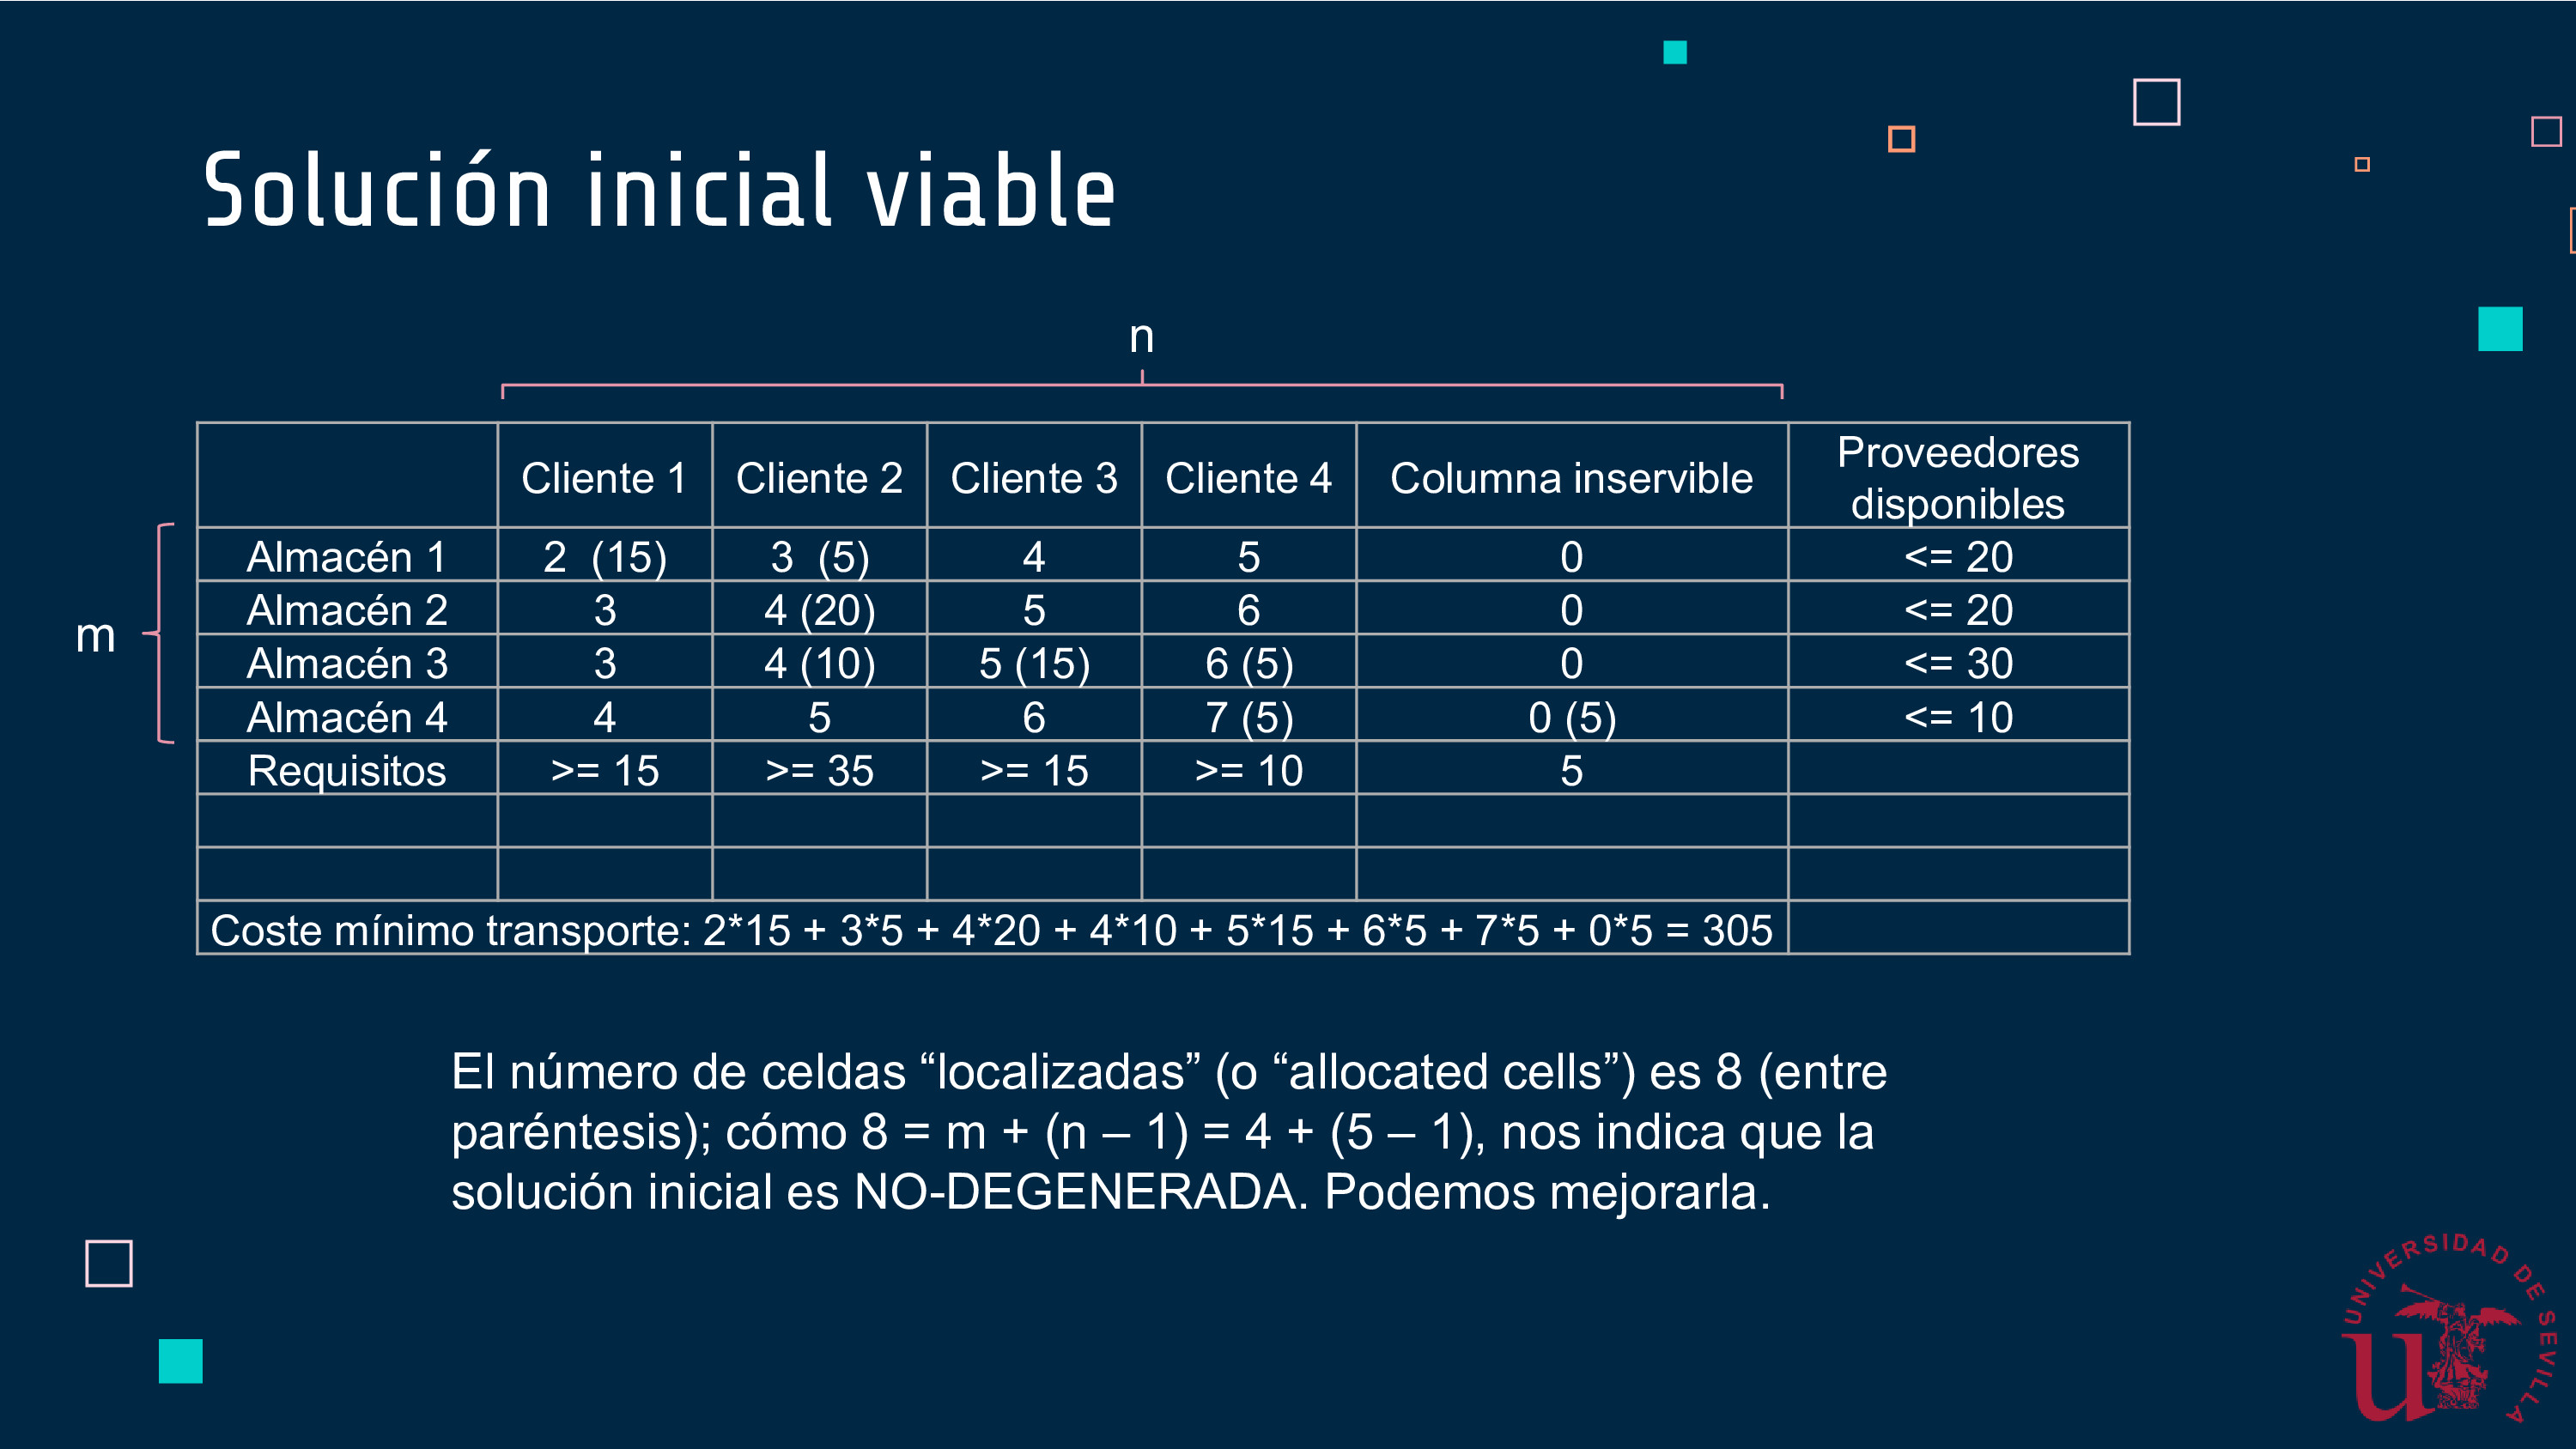 Solución inicial viable
n
Cliente 1 Cliente 2 Cliente 3 Cliente 4 Columna inservible Proveedores disponibles
m
Almacén 1 2 (15) 3 (5) 4 5 0 <= 20
Almacén 2 3 4 (20) 5 6 0 <= 20
Almacén 3 3 4 (10) 5 (15) 6 (5) 0 <= 30
Almacén 4 4 5 6 7 (5) 0 (5) <= 10
Requisitos >= 15 >= 35 >= 15 >= 10 5
Coste mínimo transporte: 2*15 + 3*5 + 4*20 + 4*10 + 5*15 + 6*5 + 7*5 + 0*5 = 305
El número de celdas “localizadas” (o “allocated cells”) es 8 (entre
paréntesis); cómo 8 = m + (n – 1) = 4 + (5 – 1), nos indica que la
solución inicial es NO-DEGENERADA. Podemos mejorarla.
UNIVERSIDAD DE SEVILLA
u